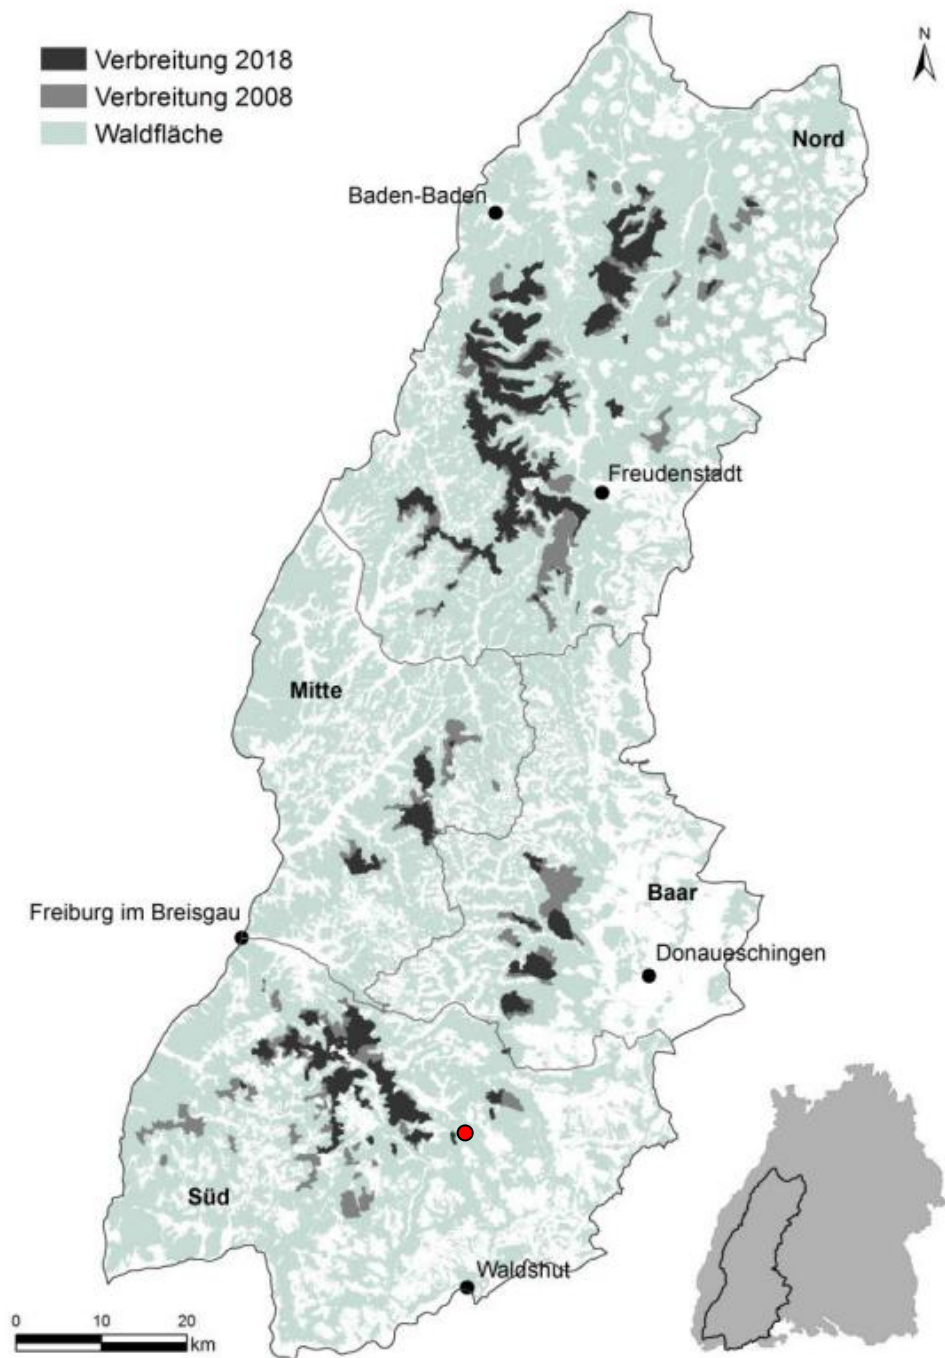 Verbreitung 2018
Verbreitung 2008
Waldfläche
N
Nord
Baden-Baden
Freudenstadt
Mitte
Baar
Freiburg im Breisgau
Donaueschingen
Süd
Waldshut
0 10 20
km